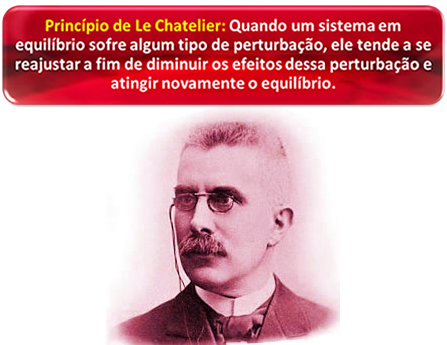 Princípio de Le Chatelier: Quando um sistema em
equilíbrio sofre algum tipo de perturbação, ele tende a se
reajustar a fim de diminuir os efeitos dessa perturbação e
atingir novamente o equilíbrio.